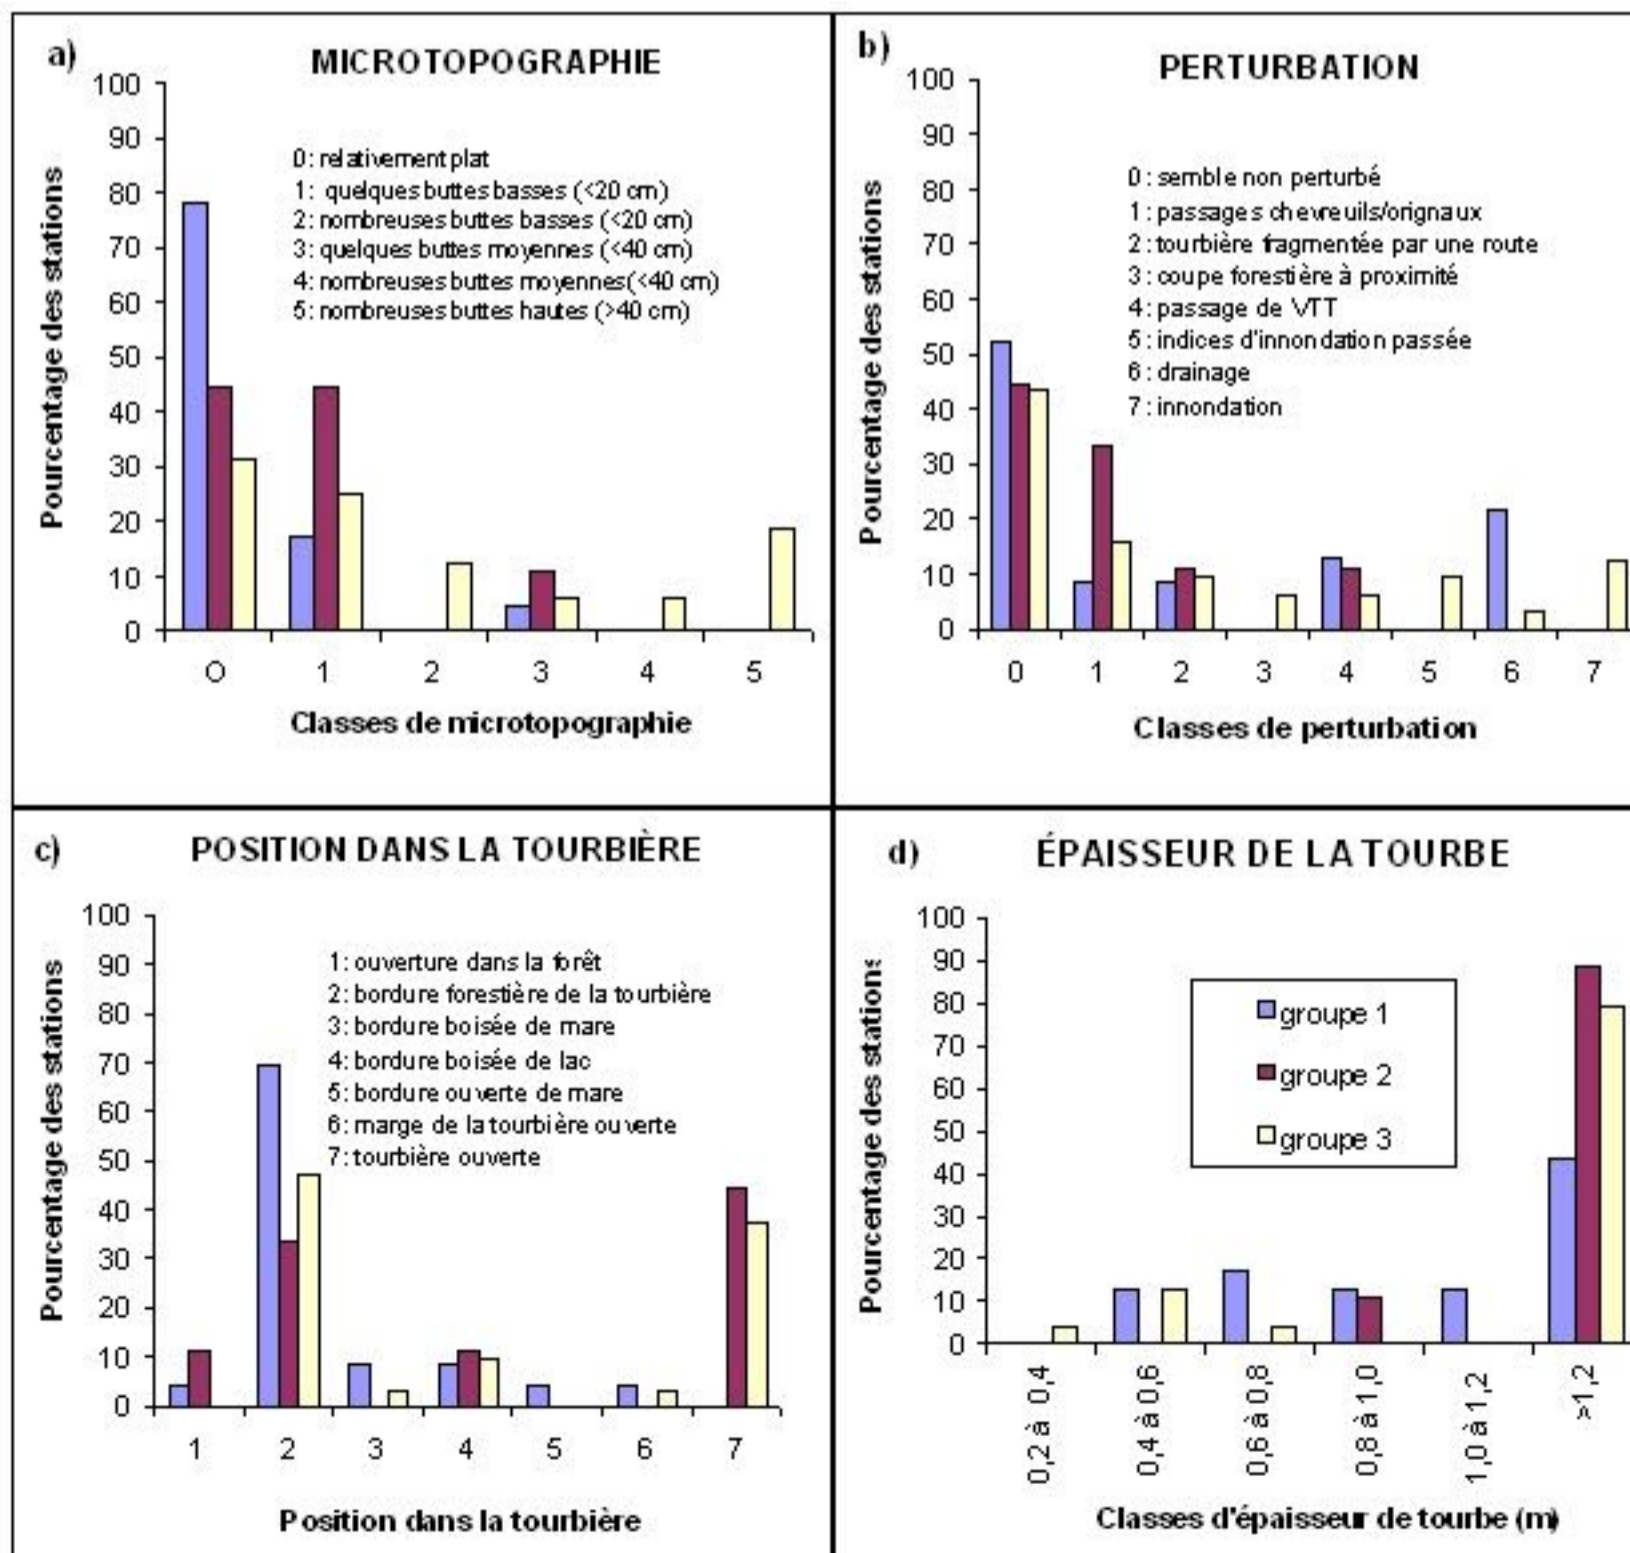 a)
MICROTOPOGRAPHIE
100
90
80
70
60
50
40
30
20
10
0
Pourcentage des stations
0: relativement plat
1: quelques buttes basses (<20 cm)
2: nombreuses buttes basses (<20 cm)
3: quelques buttes moyennes (<40 cm)
4: nombreuses buttes moyennes(<40 cm)
5: nombreuses buttes hautes (>40 cm)
O 1 2 3 4 5
Classes de microtopographie
b)
PERTURBATION
100
90
80
70
60
50
40
30
20
10
0
Pourcentage des stations
0: semble non perturbé
1: passages chevreuils/orignaux
2: tourbière fragmentée par une route
3: coupe forestière à proximité
4: passage de VTT
5: indices d'innondation passée
6: drainage
7: innondation
0 1 2 3 4 5 6 7
Classes de perturbation
c)
POSITION DANS LA TOURBIÈRE
100
90
80
70
60
50
40
30
20
10
0
Pourcentage des stations
1: ouverture dans la forêt
2: bordure forestière de la tourbière
3: bordure boisée de mare
4: bordure boisée de lac
5: bordure ouverte de mare
6: marge de la tourbière ouverte
7: tourbière ouverte
1 2 3 4 5 6 7
Position dans la tourbière
d)
ÉPAISSEUR DE LA TOURBE
100
90
80
70
60
50
40
30
20
10
0
Pourcentage des stations
groupe 1
groupe 2
groupe 3
0,2 à 0,4
0,4 à 0,6
0,6 à 0,8
0,8 à 1,0
1,0 à 1,2
>1,2
Classes d'épaisseur de tourbe (m)